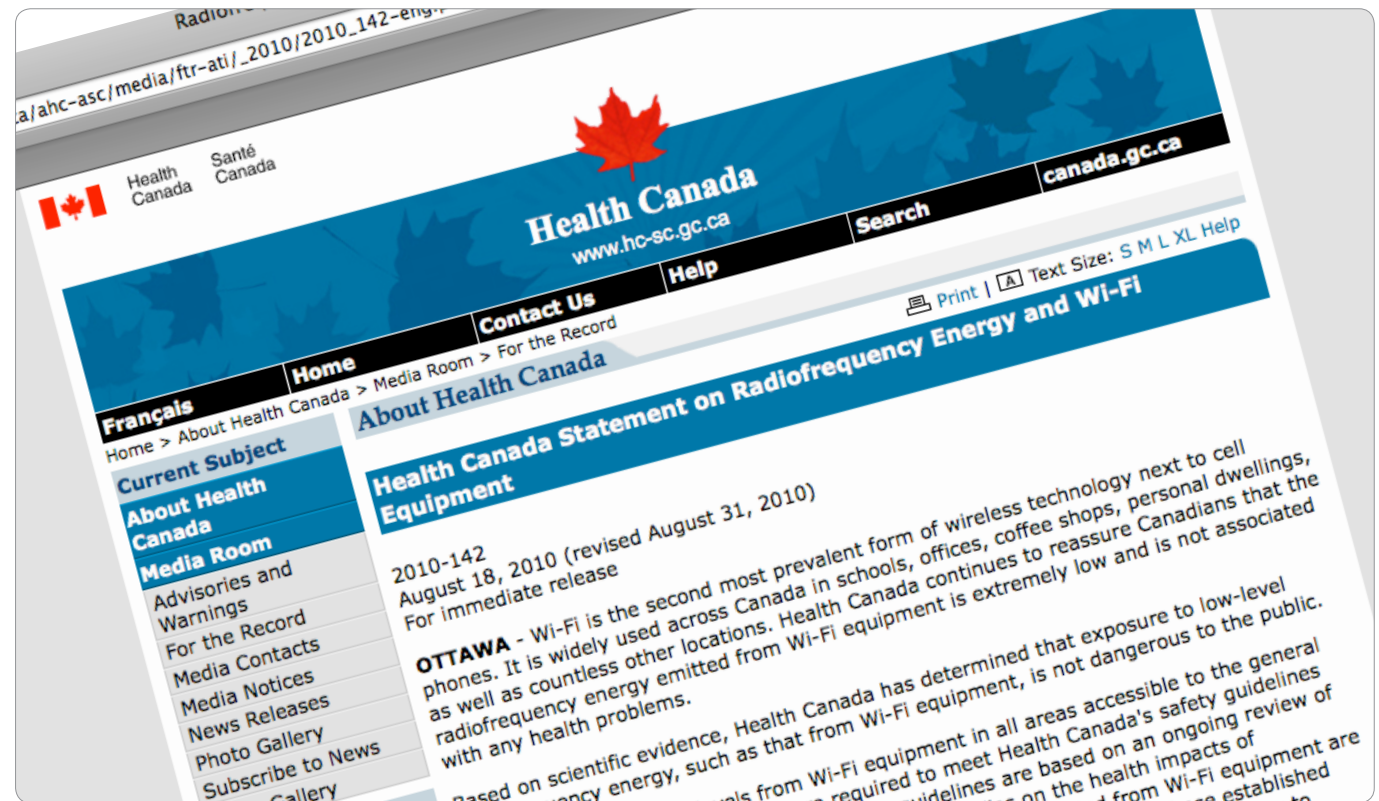 Radiofr
ca/ahc-asc/media/ftr-ati/_2010/2010_142-eng.p
Health
Canada
Santé
Canada
Health Canada
www.hc-sc.gc.ca
Français
Home
Contact Us
Help
Search
canada.gc.ca
Home > About Health Canada > Media Room > For the Record
Print | A Text Size: S M L XL Help
Current Subject
About Health
Canada
Media Room
Advisories and
Warnings
For the Record
Media Contacts
Media Notices
News Releases
Photo Gallery
Subscribe to News
Gallery
About Health Canada
Health Canada Statement on Radiofrequency Energy and Wi-Fi
Equipment
2010-142
August 18, 2010 (revised August 31, 2010)
For immediate release
OTTAWA - Wi-Fi is the second most prevalent form of wireless technology next to cell
phones. It is widely used across Canada in schools, offices, coffee shops, personal dwellings,
as well as countless other locations. Health Canada continues to reassure Canadians that the
radiofrequency energy emitted from Wi-Fi equipment is extremely low and is not associated
with any health problems.
Based on scientific evidence, Health Canada has determined that exposure to low-level
ency energy, such as that from Wi-Fi equipment, is not dangerous to the public.
els from Wi-Fi equipment in all areas accessible to the general
required to meet Health Canada's safety guidelines
uidelines are based on an ongoing review of
on the health impacts of
from Wi-Fi equipment are
established
to